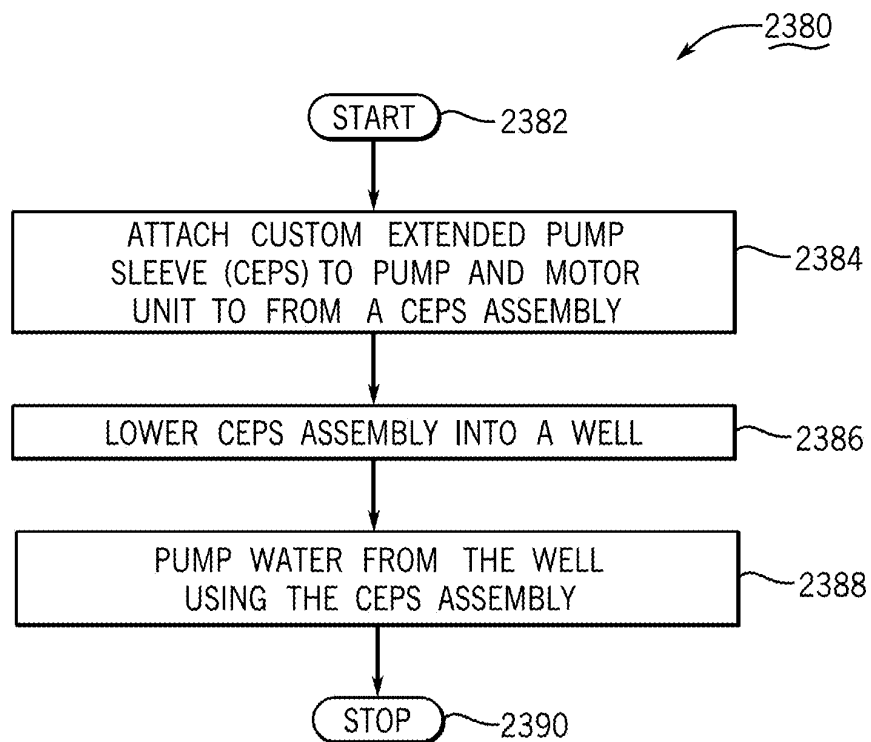 2380
START
2382
ATTACH CUSTOM EXTENDED PUMP
SLEEVE (CEPS) TO PUMP AND MOTOR
UNIT TO FROM A CEPS ASSEMBLY
2384
LOWER CEPS ASSEMBLY INTO A WELL
2386
PUMP WATER FROM THE WELL
USING THE CEPS ASSEMBLY
2388
STOP
2390